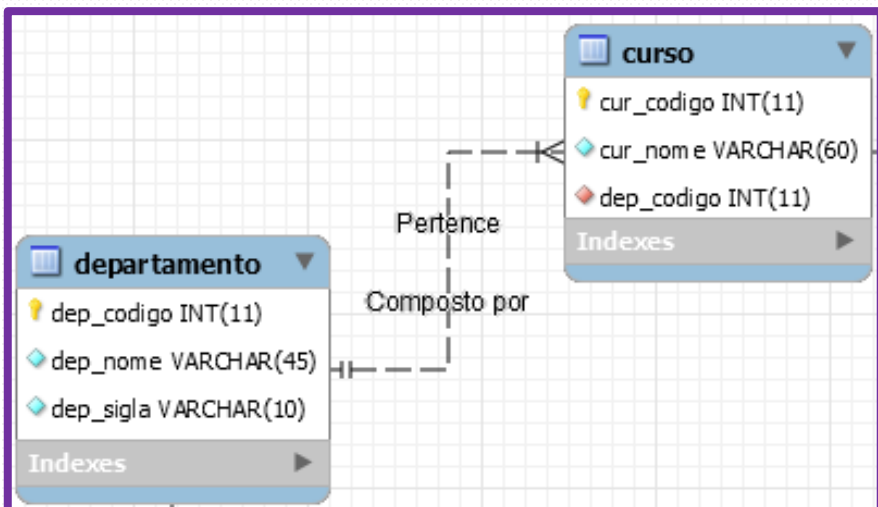 curso
cur_codigo INT(11)
cur_nome VARCHAR(60)
dep_codigo INT(11)
Indexes
Pertence
Composto por
departamento
dep_codigo INT(11)
dep_nome VARCHAR(45)
dep_sigla VARCHAR(10)
Indexes